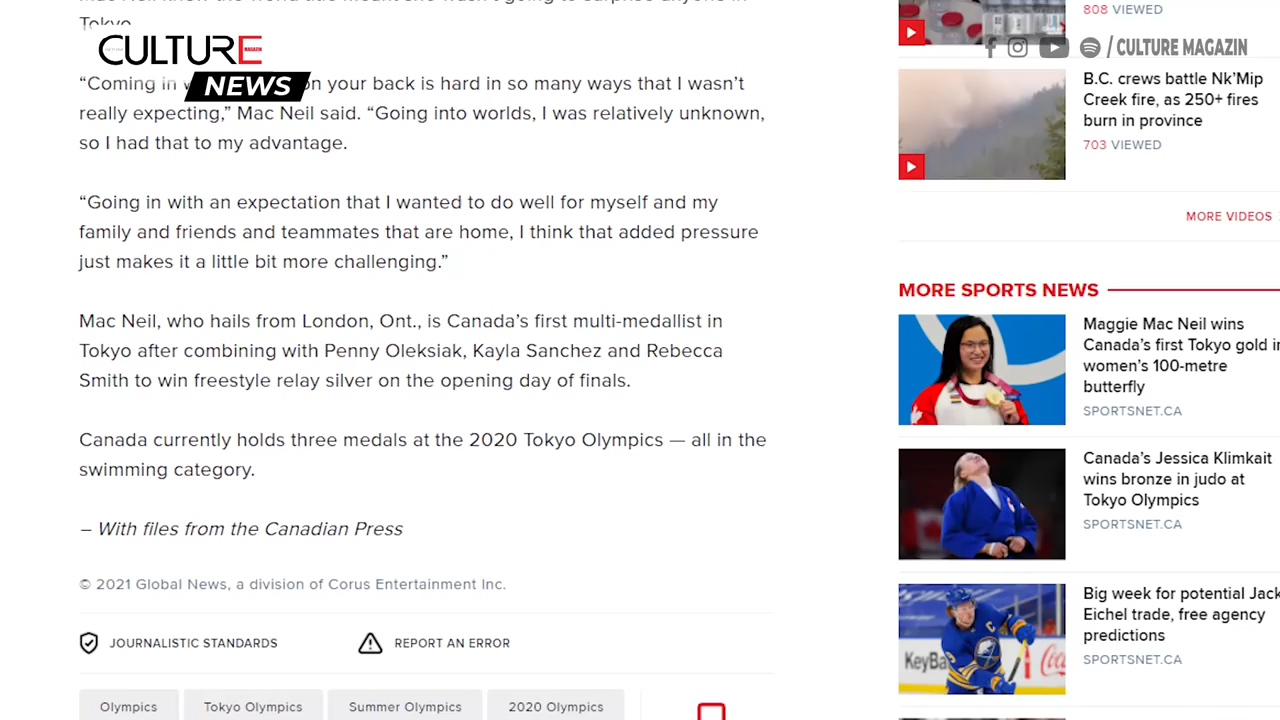 Tokyo.
CULTURE
MAGAZIN
NEWS
/ CULTURE MAGAZIN
“Coming in on your back is hard in so many ways that I wasn’t
really expecting,” Mac Neil said. “Going into worlds, I was relatively unknown,
so I had that to my advantage.
“Going in with an expectation that I wanted to do well for myself and my
family and friends and teammates that are home, I think that added pressure
just makes it a little bit more challenging.”
Mac Neil, who hails from London, Ont., is Canada’s first multi-medallist in
Tokyo after combining with Penny Oleksiak, Kayla Sanchez and Rebecca
Smith to win freestyle relay silver on the opening day of finals.
Canada currently holds three medals at the 2020 Tokyo Olympics — all in the
swimming category.
– With files from the Canadian Press
© 2021 Global News, a division of Corus Entertainment Inc.
JOURNALISTIC STANDARDS
REPORT AN ERROR
Olympics
Tokyo Olympics
Summer Olympics
2020 Olympics
808 VIEWED
B.C. crews battle Nk’Mip
Creek fire, as 250+ fires
burn in province
703 VIEWED
MORE VIDEOS
MORE SPORTS NEWS
Maggie Mac Neil wins
Canada’s first Tokyo gold in
women’s 100-metre
butterfly
SPORTSNET.CA
Canada’s Jessica Klimkait
wins bronze in judo at
Tokyo Olympics
SPORTSNET.CA
Big week for potential Jack
Eichel trade, free agency
predictions
SPORTSNET.CA
KeyBa
C